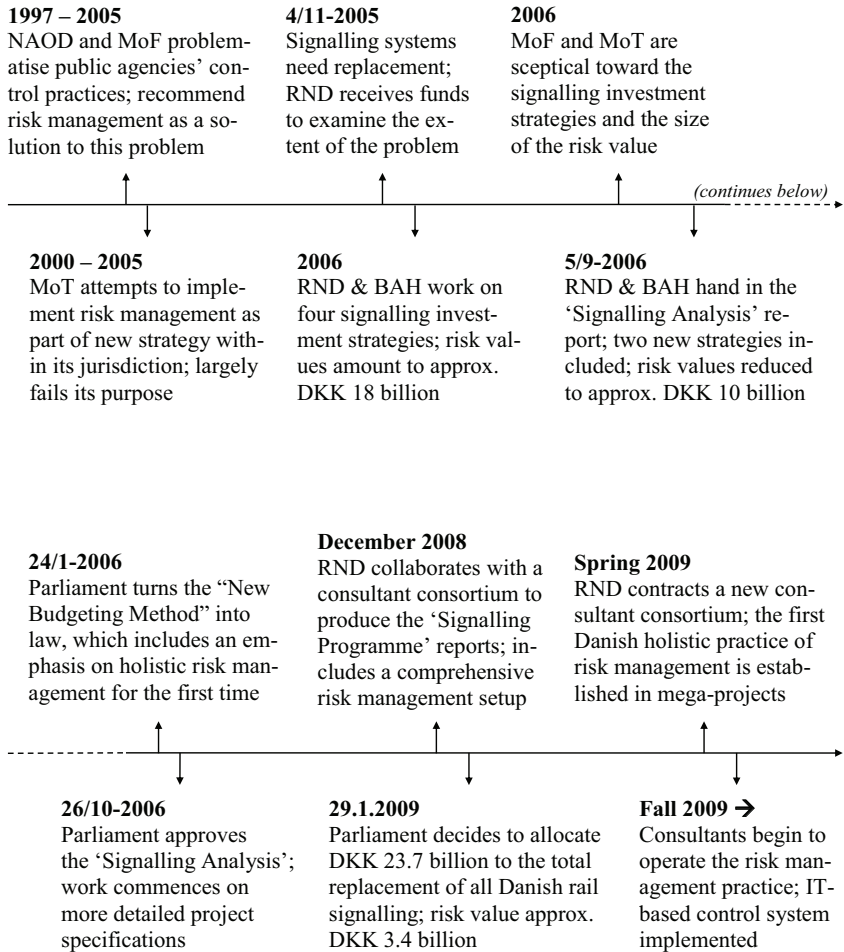 1997 – 2005
NAOD and MoF problem-
atise public agencies’ con-
trol practices; recommend
risk management as a so-
lution to this problem
4/11-2005
Signalling systems
need replacement;
RND receives funds
to examine the ex-
tent of the problem
2006
MoF and MoT are
sceptical toward the
signalling investment
strategies and the size
of the risk value
(continues below)
2000 – 2005
MoT attempts to imple-
ment risk management as
part of new strategy with-
in its jurisdiction; largely
fails its purpose
2006
RND & BAH work on
four signalling invest-
ment strategies; risk val-
ues amount to approx.
DKK 18 billion
5/9-2006
RND & BAH hand in the
‘Signalling Analysis’ re-
port; two new strategies in-
cluded; risk values reduced
to approx. DKK 10 billion
24/1-2006
Parliament turns the “New
Budgeting Method” into
law, which includes an em-
phasis on holistic risk man-
agement for the first time
December 2008
RND collaborates with a
consultant consortium to
produce the ‘Signalling
Programme’ reports; in-
cludes a comprehensive
risk management setup
Spring 2009
RND contracts a new con-
sultant consortium; the first
Danish holistic practice of
risk management is estab-
lished in mega-projects
26/10-2006
Parliament approves
the ‘Signalling Analysis’;
work commences on
more detailed project
specifications
29.1.2009
Parliament decides to allocate
DKK 23.7 billion to the total
replacement of all Danish rail
signalling; risk value approx.
DKK 3.4 billion
Fall 2009 →
Consultants begin to
operate the risk man-
agement practice; IT-
based control system
implemented